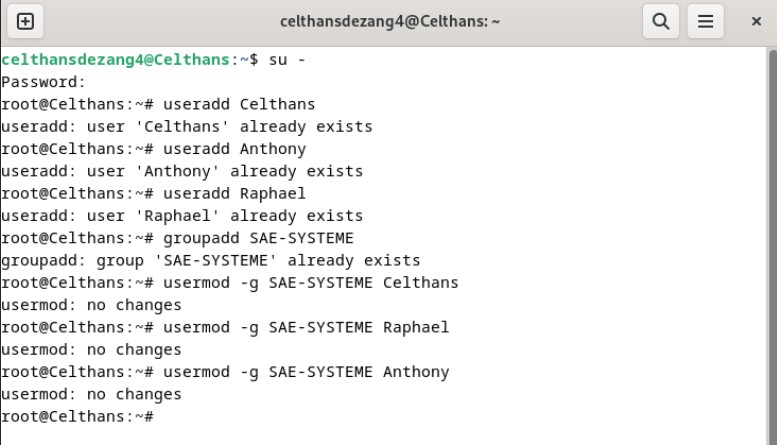 celthansdezang4@Celthans: ~
celthansdezang4@Celthans:~$ su -
Password:
root@Celthans:~# useradd Celthans
useradd: user 'Celthans' already exists
root@Celthans:~# useradd Anthony
useradd: user 'Anthony' already exists
root@Celthans:~# useradd Raphael
useradd: user 'Raphael' already exists
root@Celthans:~# groupadd SAE-SYSTEME
groupadd: group 'SAE-SYSTEME' already exists
root@Celthans:~# usermod -g SAE-SYSTEME Celthans
usermod: no changes
root@Celthans:~# usermod -g SAE-SYSTEME Raphael
usermod: no changes
root@Celthans:~# usermod -g SAE-SYSTEME Anthony
usermod: no changes
root@Celthans:~#